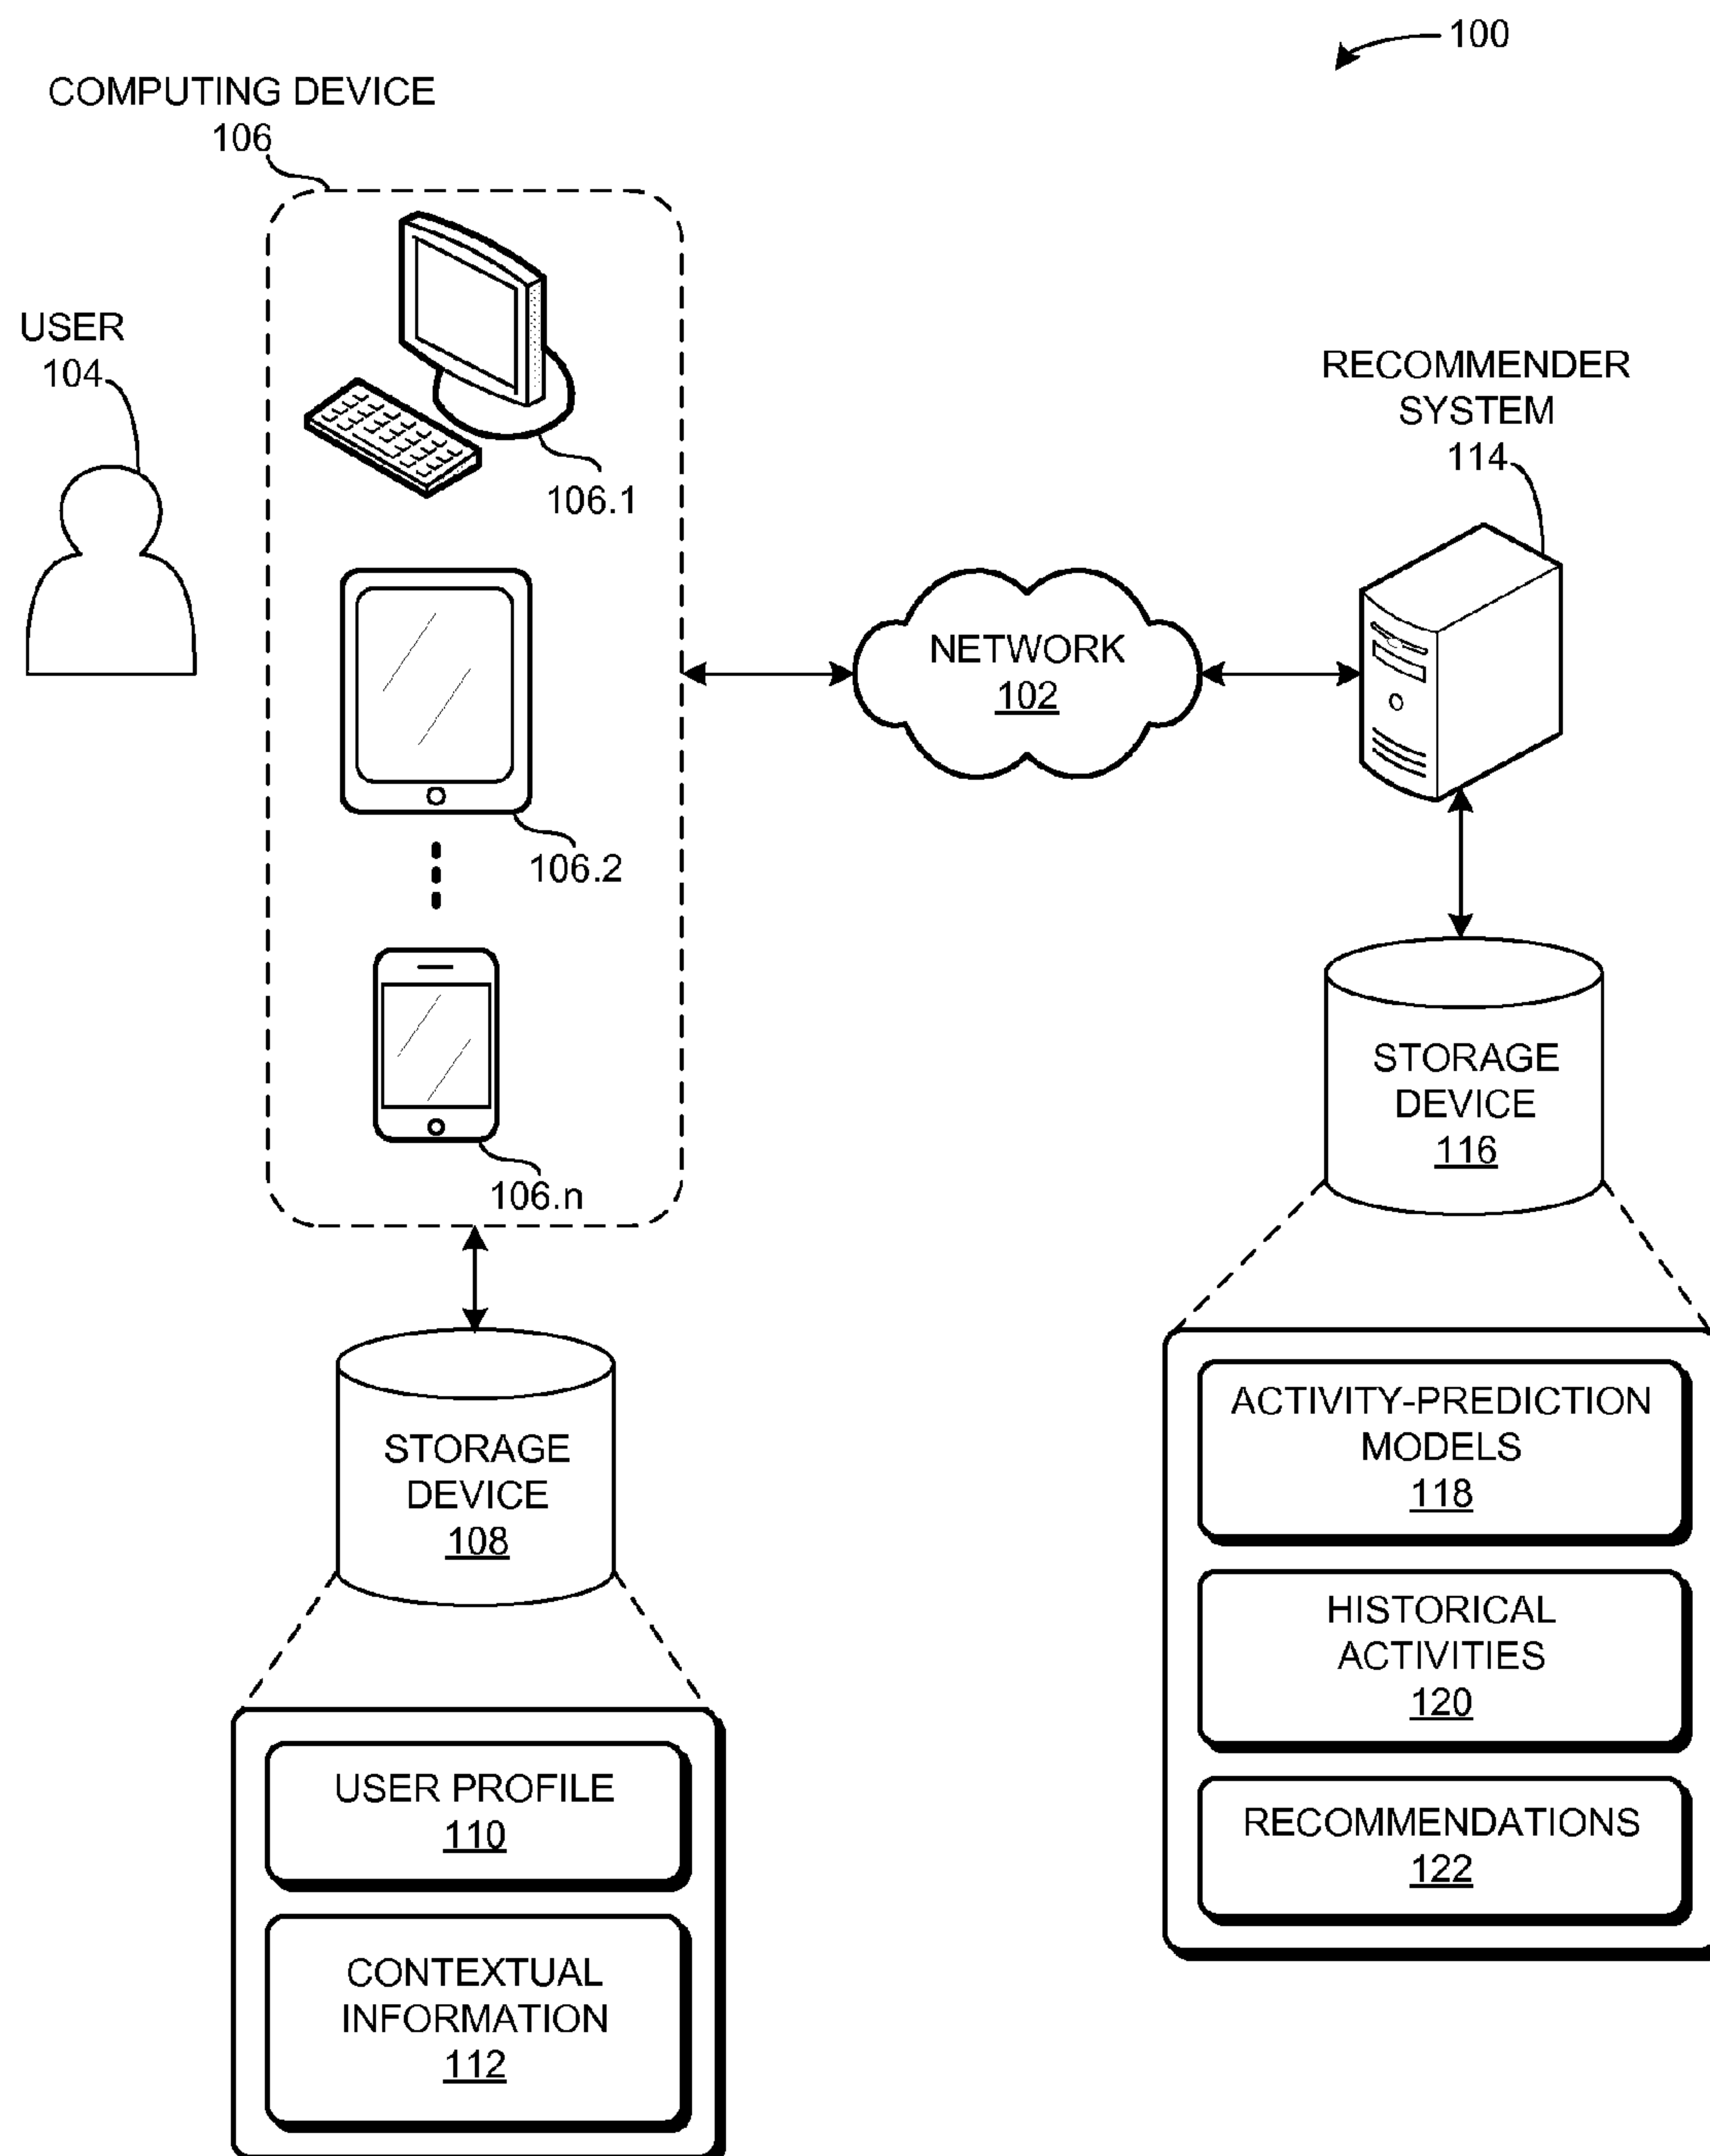 100
COMPUTING DEVICE
106
USER
104
106.1
106.2
106.n
NETWORK
102
RECOMMENDER
SYSTEM
114
STORAGE
DEVICE
116
ACTIVITY-PREDICTION
MODELS
118
HISTORICAL
ACTIVITIES
120
RECOMMENDATIONS
122
STORAGE
DEVICE
108
USER PROFILE
110
CONTEXTUAL
INFORMATION
112